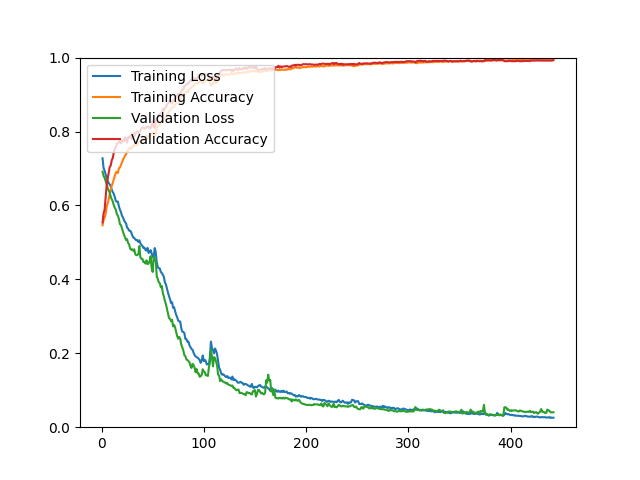 1.0
0.8
0.6
0.4
0.2
0.0
Training Loss
Training Accuracy
Validation Loss
Validation Accuracy
0 100 200 300 400